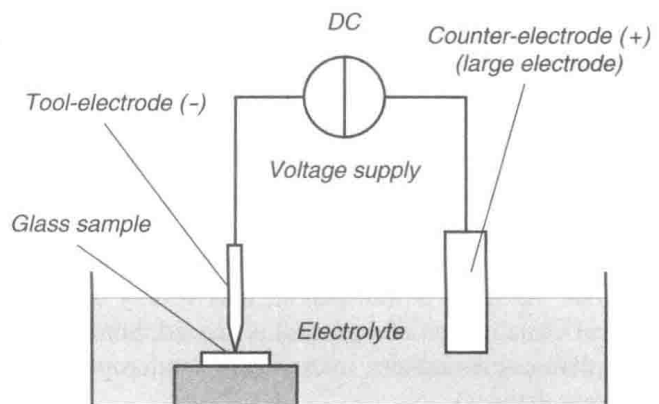 DC
Counter-electrode (+)
(large electrode)
Tool-electrode (-)
Voltage supply
Glass sample
Electrolyte